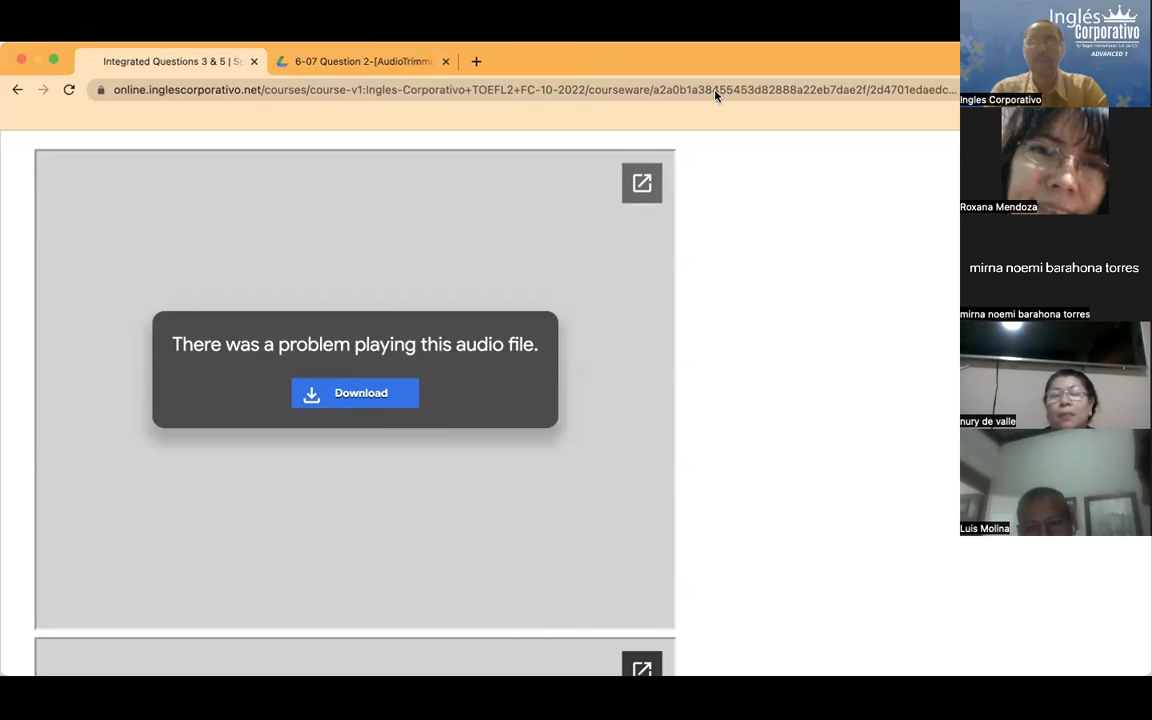 Integrated Questions 3 & 5 | Sp
6-07 Question 2-[AudioTrimm
online.inglescorporativo.net/courses/course-v1:Ingles-Corporativo+TOEFL2+FC-10-2022/courseware/a2a0b1a38455453d82888a22eb7dae2f/2d4701edaedc...
There was a problem playing this audio file.
Download
Inglés
Corporativo
ADVANCED 1
Ingles Corporativo
Roxana Mendoza
mirna noemi barahona torres
mirna noemi barahona torres
nury de valle
Luis Molina